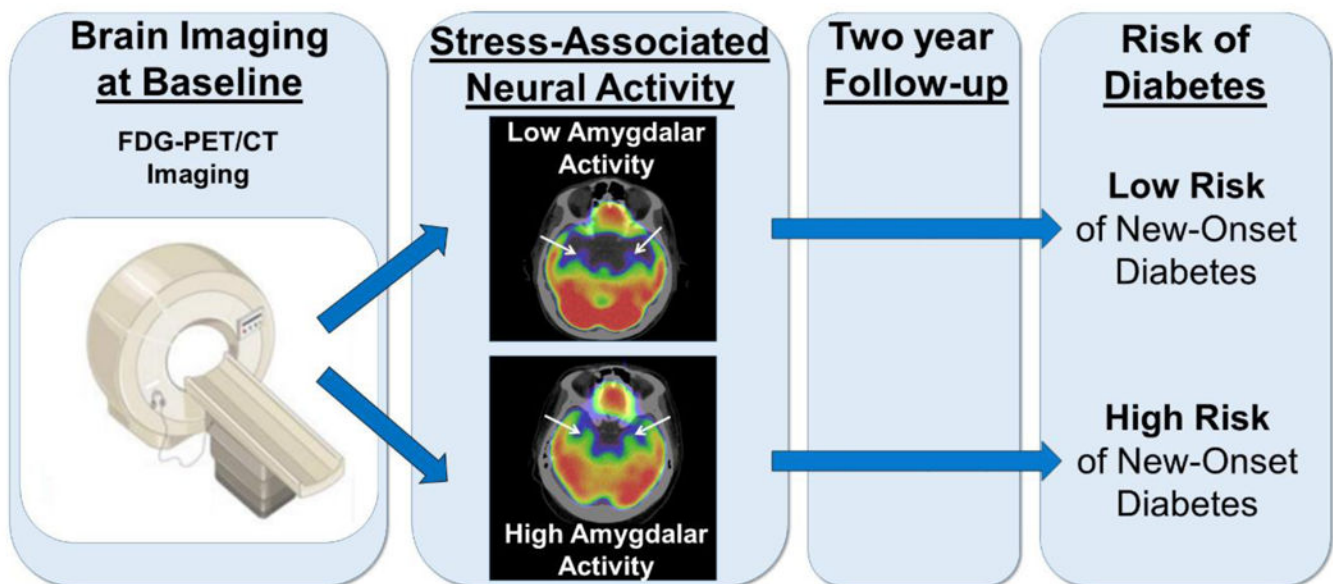 Brain Imaging
at Baseline
FDG-PET/CT
Imaging
Stress-Associated
Neural Activity
Low Amygdalar
Activity
High Amygdalar
Activity
Two year
Follow-up
Risk of
Diabetes
Low Risk
of New-Onset
Diabetes
High Risk
of New-Onset
Diabetes